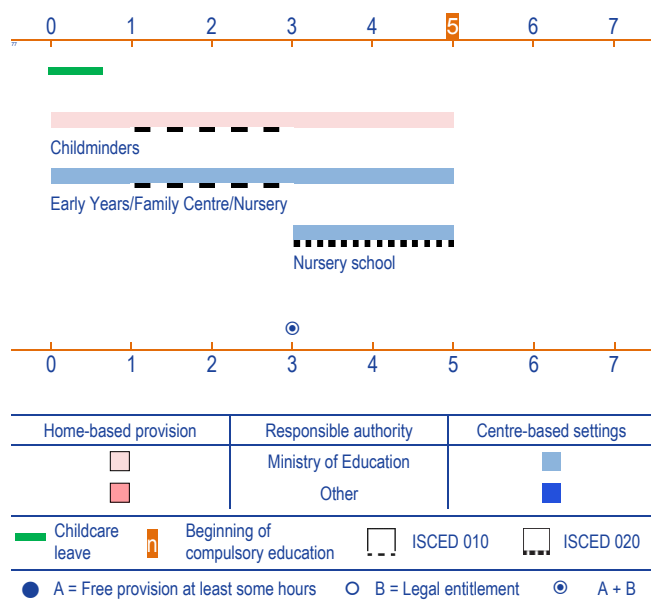 0 1 2 3 4 5 6 7
Childminders
Early Years/Family Centre/Nursery
Nursery school
0 1 2 3 4 5 6 7
Home-based provision Responsible authority Centre-based settings
Ministry of Education
Other
Childcare leave n Beginning of compulsory education ISCED 010 ISCED 020
A = Free provision at least some hours B = Legal entitlement A + B